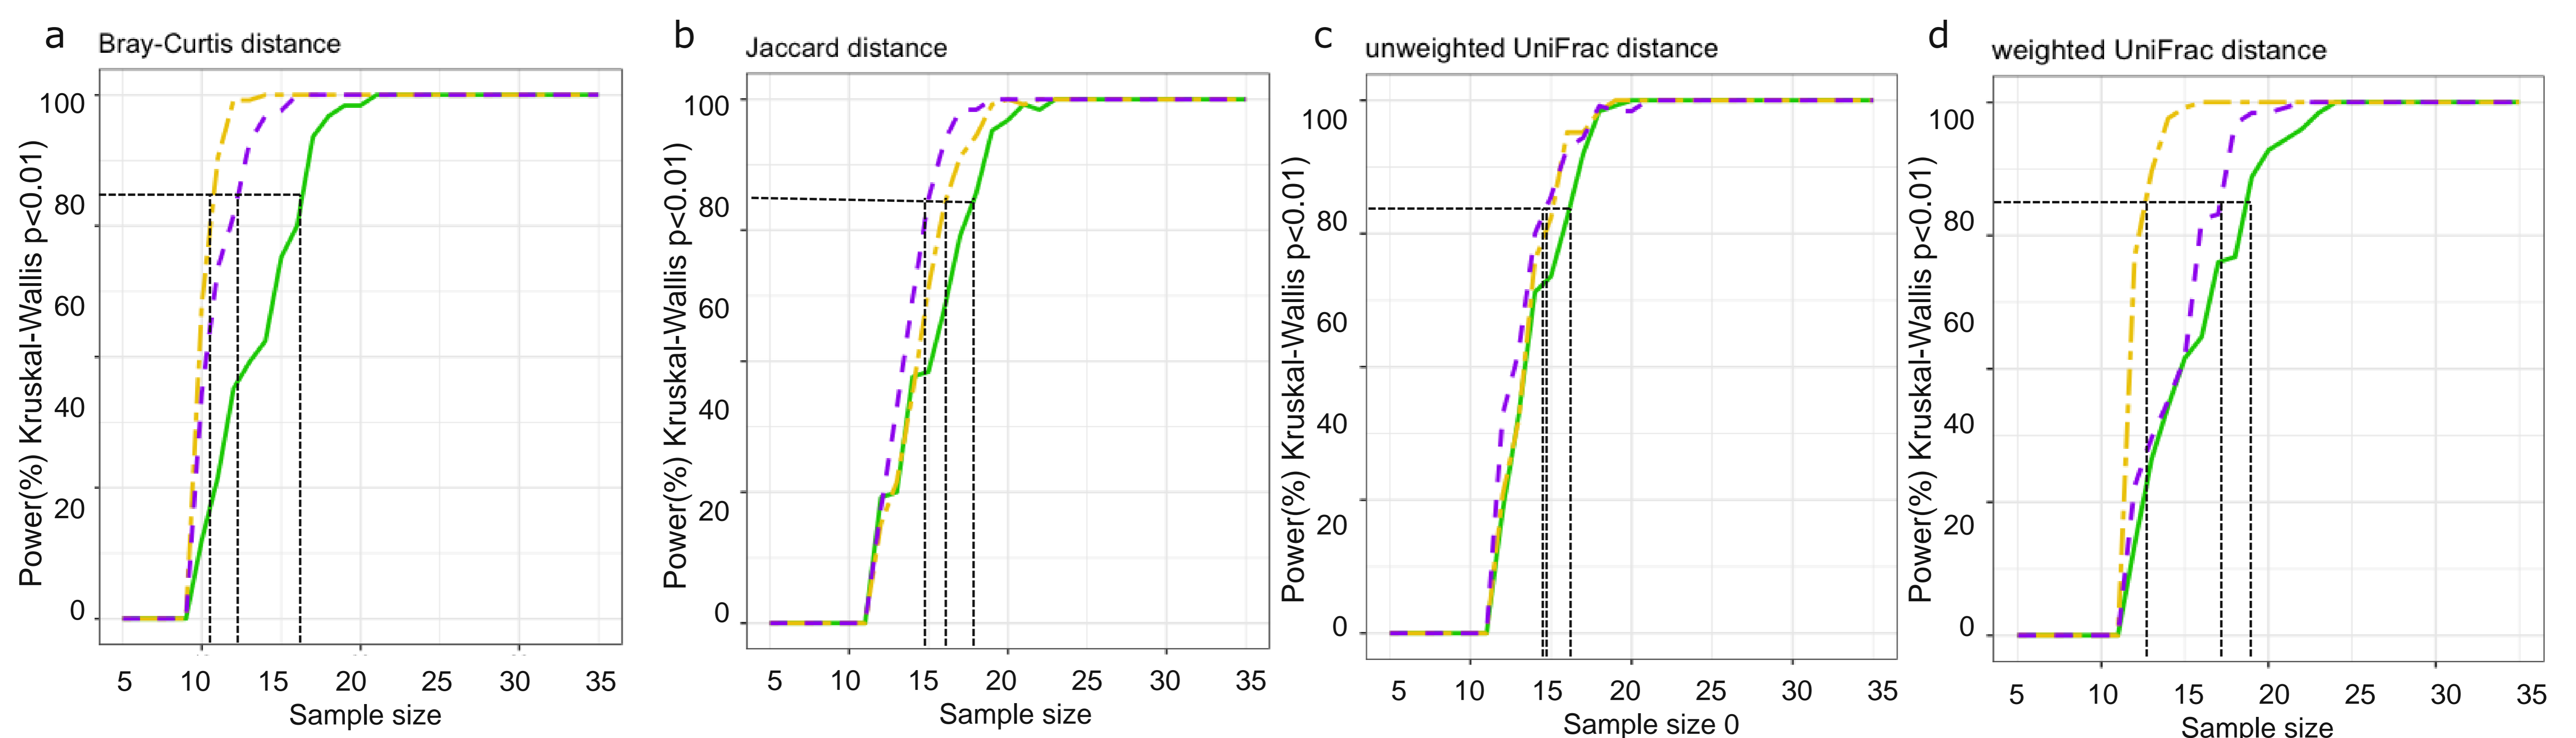 a Bray-Curtis distance
Power(%) Kruskal-Wallis p<0.01)
100
80
60
40
20
0
5 10 15 20 25 30 35
Sample size
b Jaccard distance
Power(%) Kruskal-Wallis p<0.01)
100
80
60
40
20
0
5 10 15 20 25 30 35
Sample size
c unweighted UniFrac distance
Power(%) Kruskal-Wallis p<0.01)
100
80
60
40
20
0
5 10 15 20 25 30 35
Sample size 0
d weighted UniFrac distance
Power(%) Kruskal-Wallis p<0.01)
100
80
60
40
20
0
5 10 15 20 25 30 35
Sample size